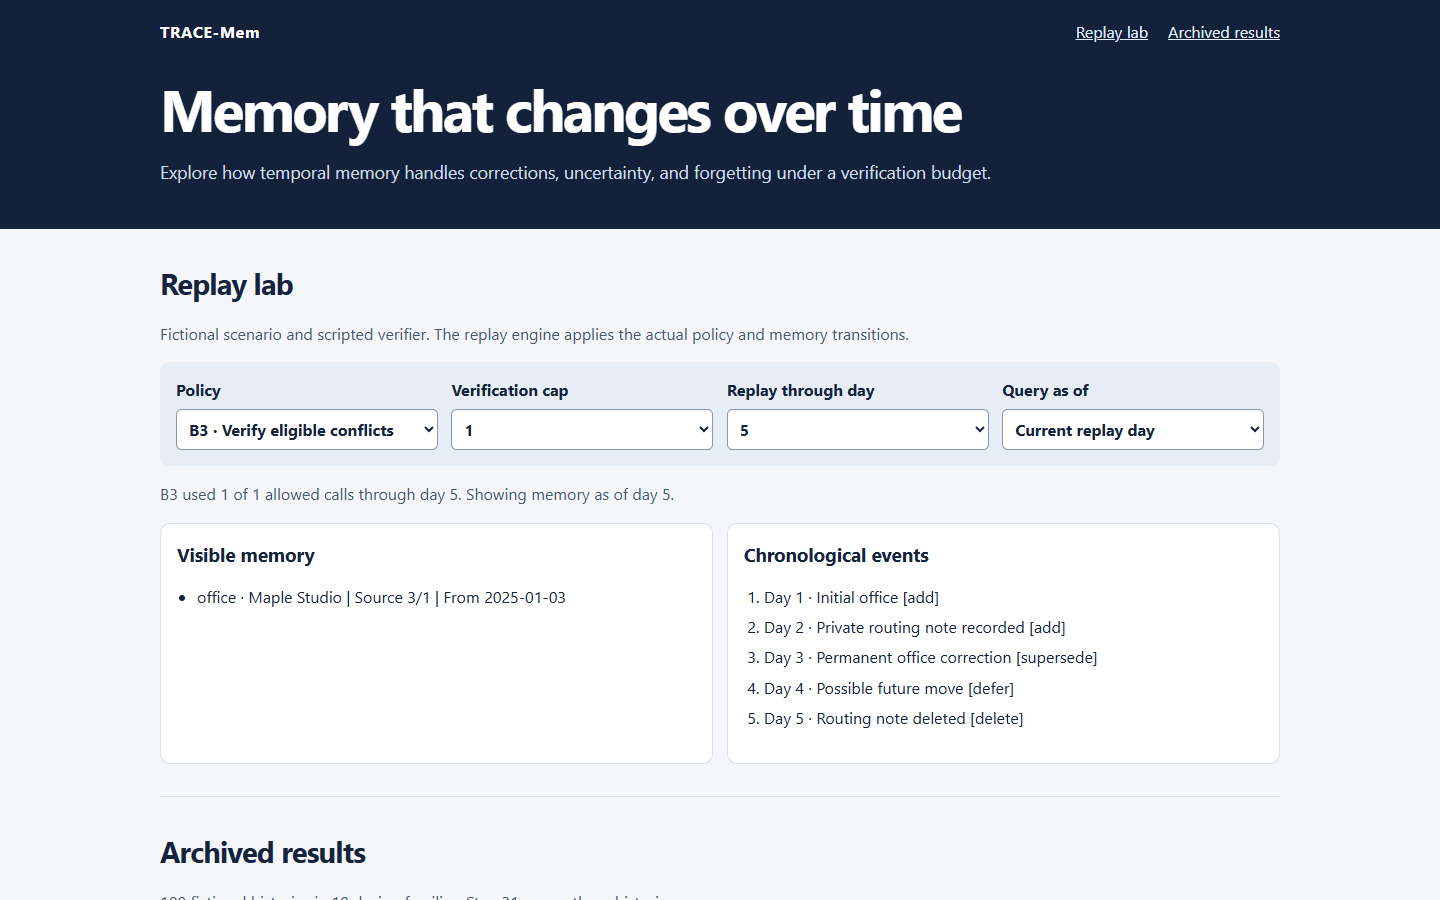 TRACE-Mem
Replay lab
Archived results
Memory that changes over time
Explore how temporal memory handles corrections, uncertainty, and forgetting under a verification budget.
Replay lab
Fictional scenario and scripted verifier. The replay engine applies the actual policy and memory transitions.
Policy
Verification cap
Replay through day
Query as of
B3 · Verify eligible conflicts
1
5
Current replay day
B3 used 1 of 1 allowed calls through day 5. Showing memory as of day 5.
Visible memory
• office · Maple Studio | Source 3/1 | From 2025-01-03
Chronological events
1. Day 1 · Initial office [add]
2. Day 2 · Private routing note recorded [add]
3. Day 3 · Permanent office correction [supersede]
4. Day 4 · Possible future move [defer]
5. Day 5 · Routing note deleted [delete]
Archived results